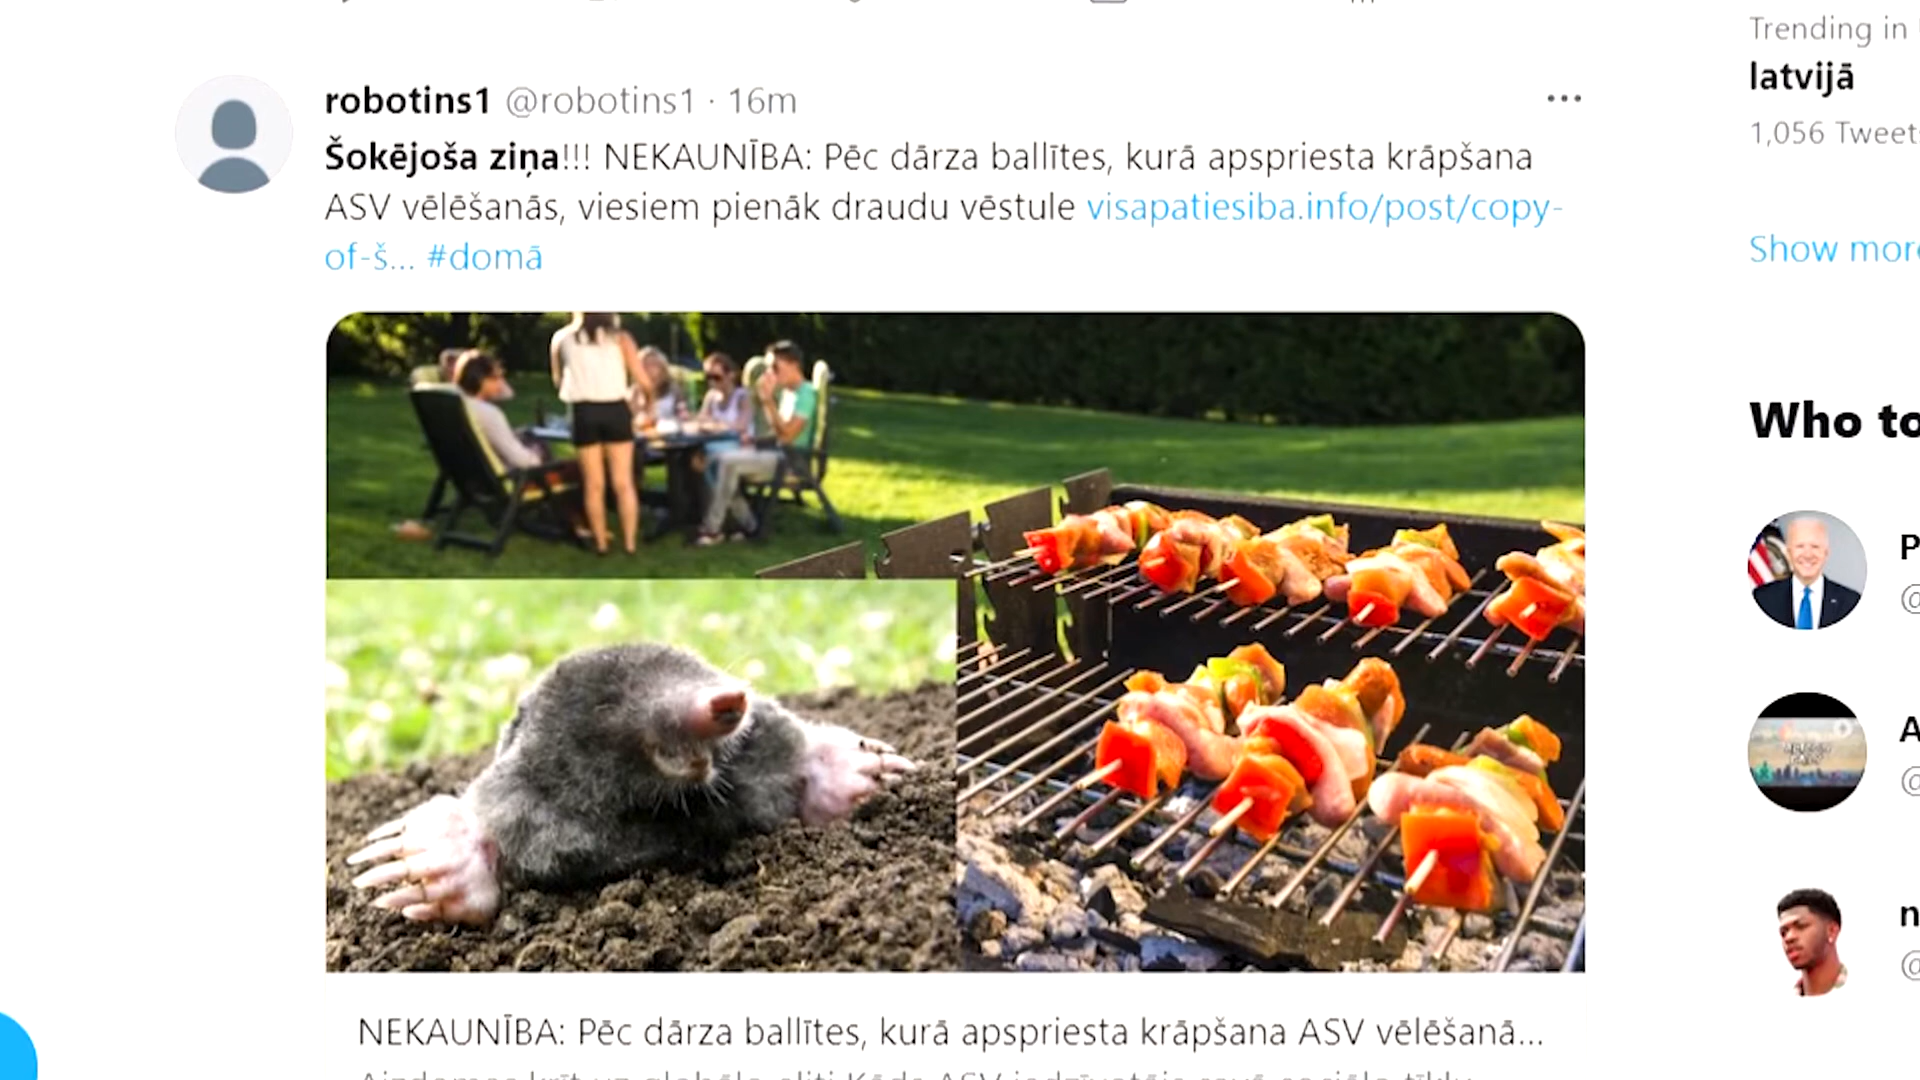 Trending in
latvijā
1,056 Tweets
robotins1 @robotins1 · 16m
Šokējoša ziņa!!! NEKAUNĪBA: Pēc dārza ballītes, kurā apspriesta krāpšana
ASV vēlēšanās, viesiem pienāk draudu vēstule visapatiesiba.info/post/copy-
of-š... #domā
Show more
Who to
P
@
A
@
n
@
NEKAUNĪBA: Pēc dārza ballītes, kurā apspriesta krāpšana ASV vēlēšanā...